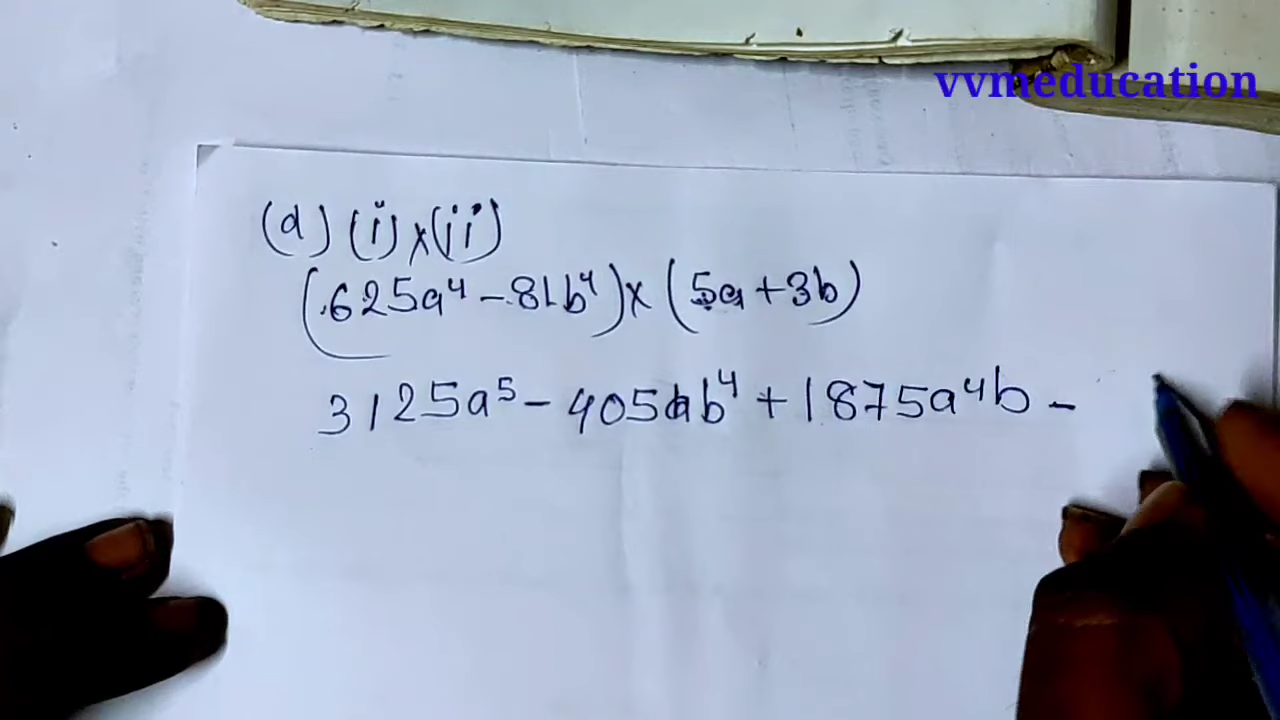 vvmeducation
(a) (i) x (ii)
(625a⁴ - 81b⁴) x (5a + 3b)
3125a⁵ - 405ab⁴ + 1875a⁴b -